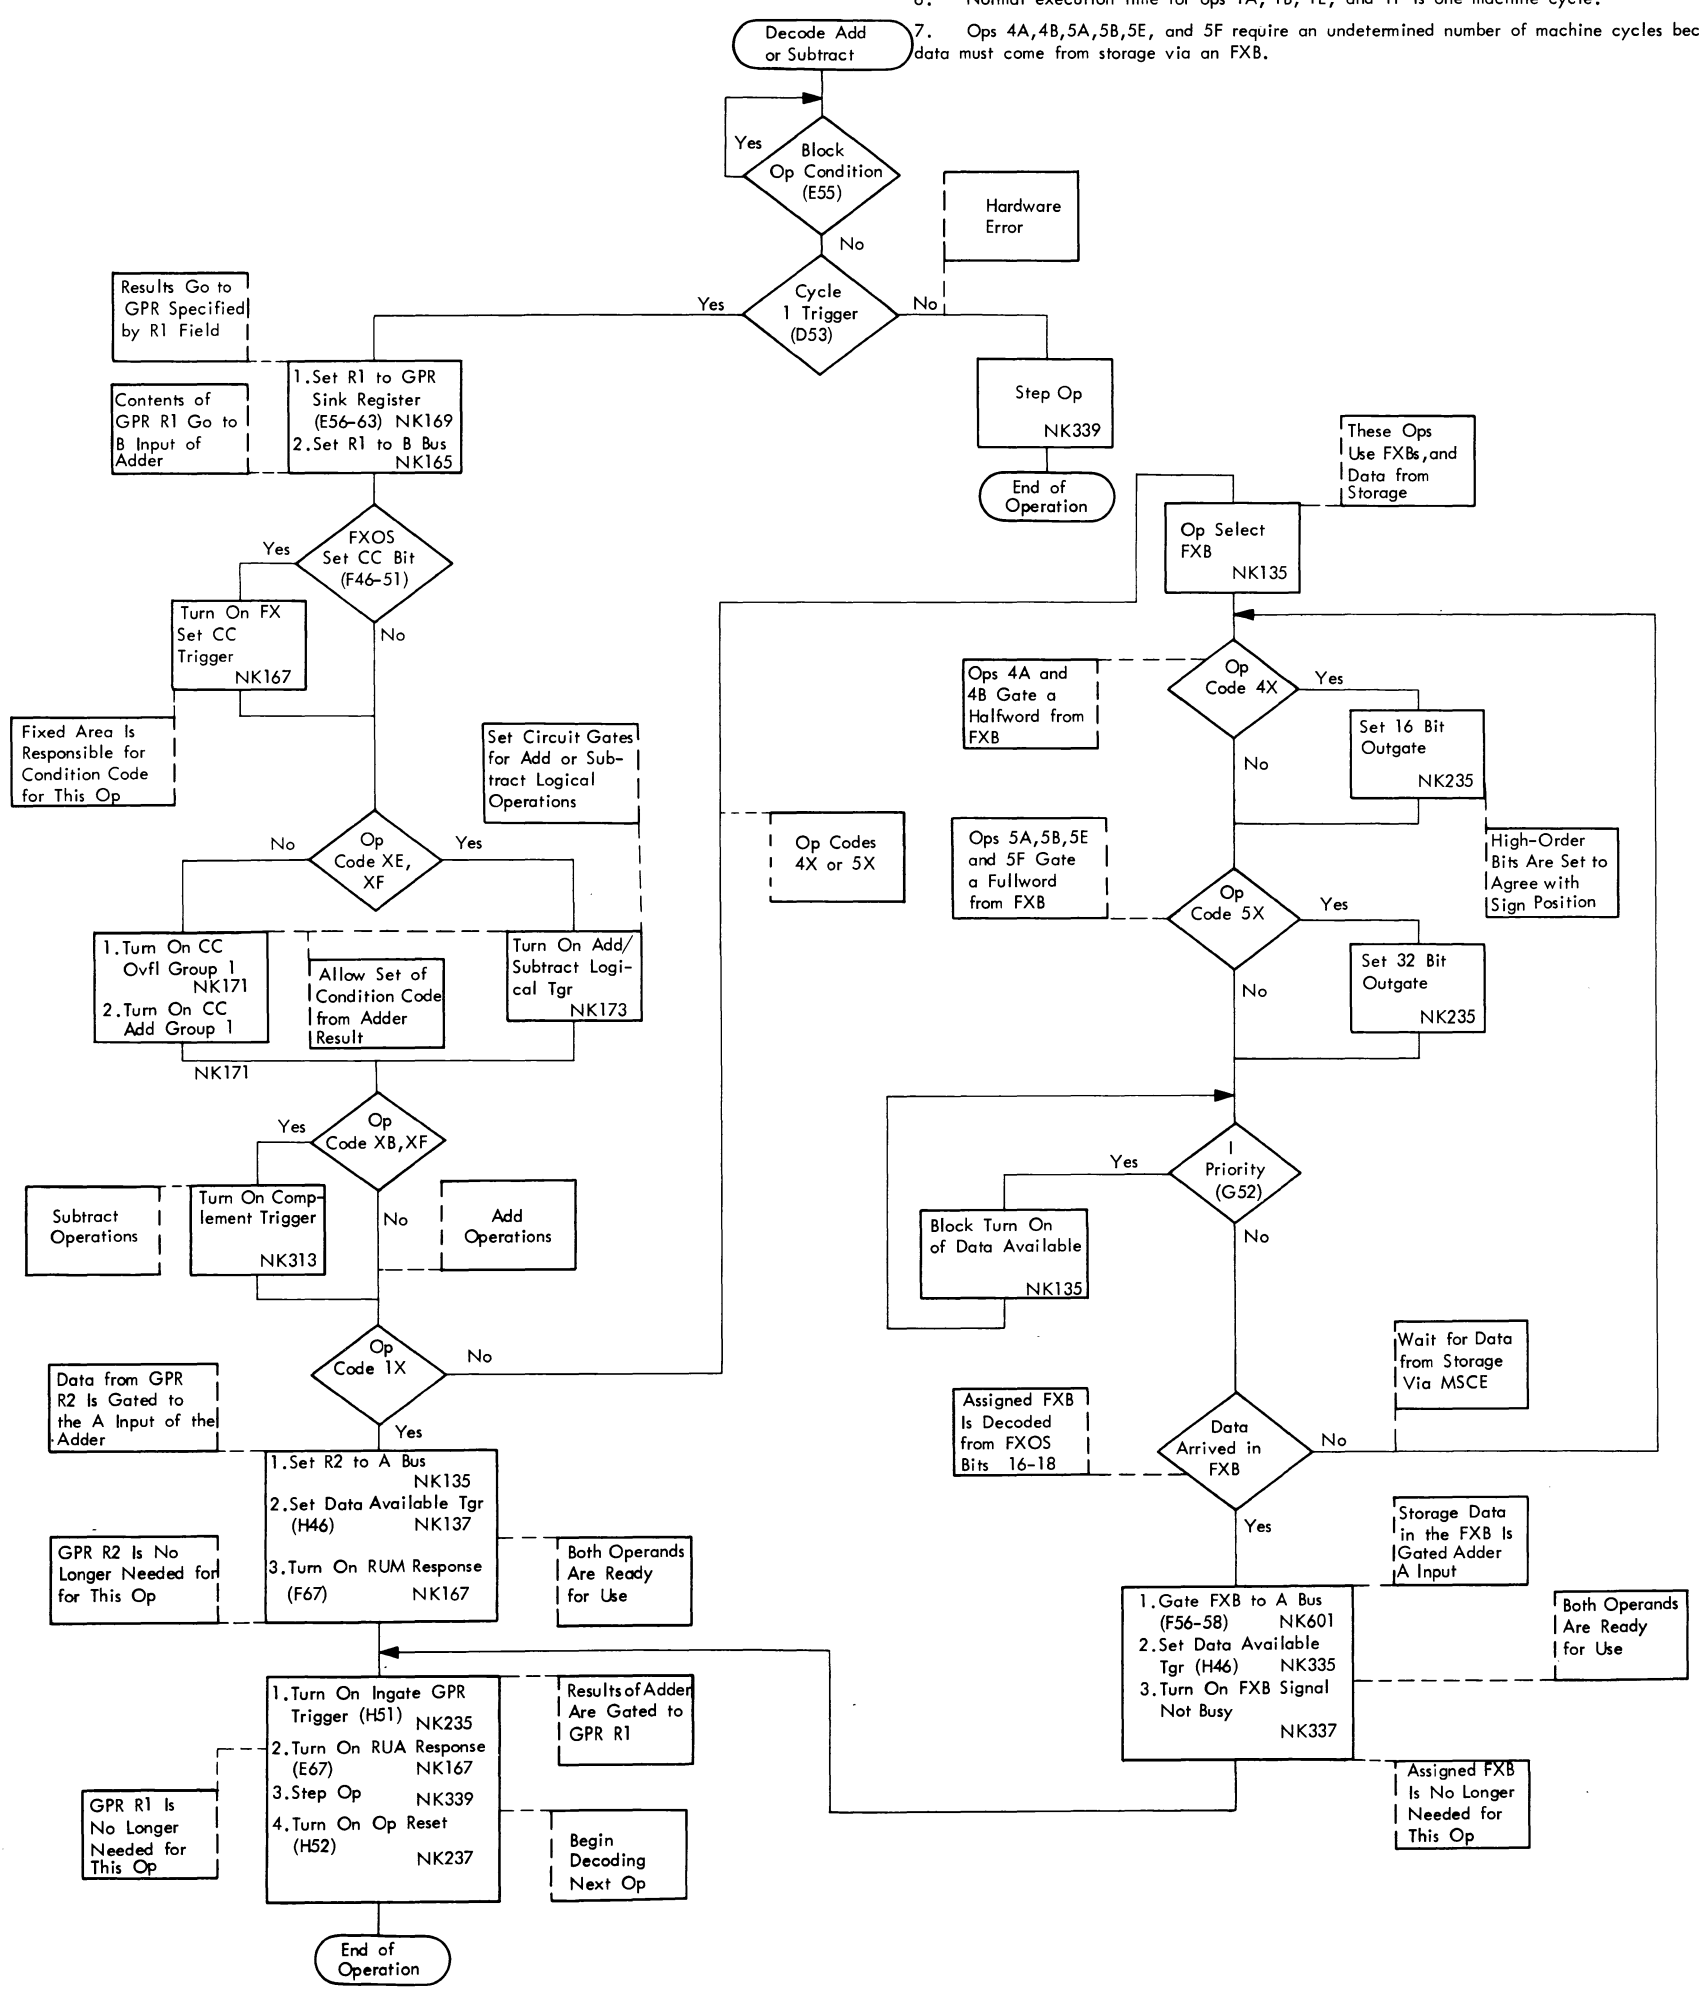 6. Normal execution time for ops 1A, 1B, 1E, and 1F is one machine cycle.
7. Ops 4A,4B,5A,5B,5E, and 5F require an undetermined number of machine cycles bec
data must come from storage via an FXB.
Decode Add
or Subtract
Yes
Block
Op Condition
(E55)
No
Hardware
Error
Cycle
1 Trigger
(D53)
Yes
No
Results Go to
GPR Specified
by R1 Field
Step Op
NK339
End of
Operation
1.Set R1 to GPR
Sink Register
(E56-63) NK169
2.Set R1 to B Bus
NK165
Contents of
GPR R1 Go to
B Input of
Adder
FXOS
Set CC Bit
(F46-51)
Yes
No
Turn On FX
Set CC
Trigger
NK167
Fixed Area Is
Responsible for
Condition Code
for This Op
Set Circuit Gates
for Add or Sub-
tract Logical
Operations
Op
Code XE,
XF
No
Yes
1.Turn On CC
Ovfl Group 1
NK171
2.Turn On CC
Add Group 1
NK171
Allow Set of
Condition Code
from Adder
Result
Turn On Add/
Subtract Logi-
cal Tgr
NK173
Op
Code XB,XF
Yes
No
Subtract
Operations
Turn On Comp-
lement Trigger
NK313
Add
Operations
Op
Code 1X
No
Yes
Data from GPR
R2 Is Gated to
the A Input of the
Adder
1.Set R2 to A Bus
NK135
2.Set Data Available Tgr
(H46) NK137
3.Turn On RUM Response
(F67) NK167
GPR R2 Is No
Longer Needed for
for This Op
Both Operands
Are Ready
for Use
1.Turn On Ingate GPR
Trigger (H51) NK235
2.Turn On RUA Response
(E67) NK167
3.Step Op NK339
4.Turn On Op Reset
(H52)
NK237
Results of Adder
Are Gated to
GPR R1
GPR R1 Is
No Longer
Needed for
This Op
Begin
Decoding
Next Op
End of
Operation
Op Codes
4X or 5X
These Ops
Use FXBs,and
Data from
Storage
Op Select
FXB
NK135
Ops 4A and
4B Gate a
Halfword from
FXB
Op
Code 4X
Yes
No
Set 16 Bit
Outgate
NK235
High-Order
Bits Are Set to
Agree with
Sign Position
Ops 5A,5B,5E
and 5F Gate
a Fullword
from FXB
Op
Code 5X
Yes
No
Set 32 Bit
Outgate
NK235
I
Priority
(G52)
Yes
No
Block Turn On
of Data Available
NK135
Wait for Data
from Storage
Via MSCE
Assigned FXB
Is Decoded
from FXOS
Bits 16-18
Data
Arrived in
FXB
No
Yes
Storage Data
in the FXB Is
Gated Adder
A Input
1.Gate FXB to A Bus
(F56-58) NK601
2.Set Data Available
Tgr (H46) NK335
3.Turn On FXB Signal
Not Busy
NK337
Both Operands
Are Ready
for Use
Assigned FXB
Is No Longer
Needed for
This Op